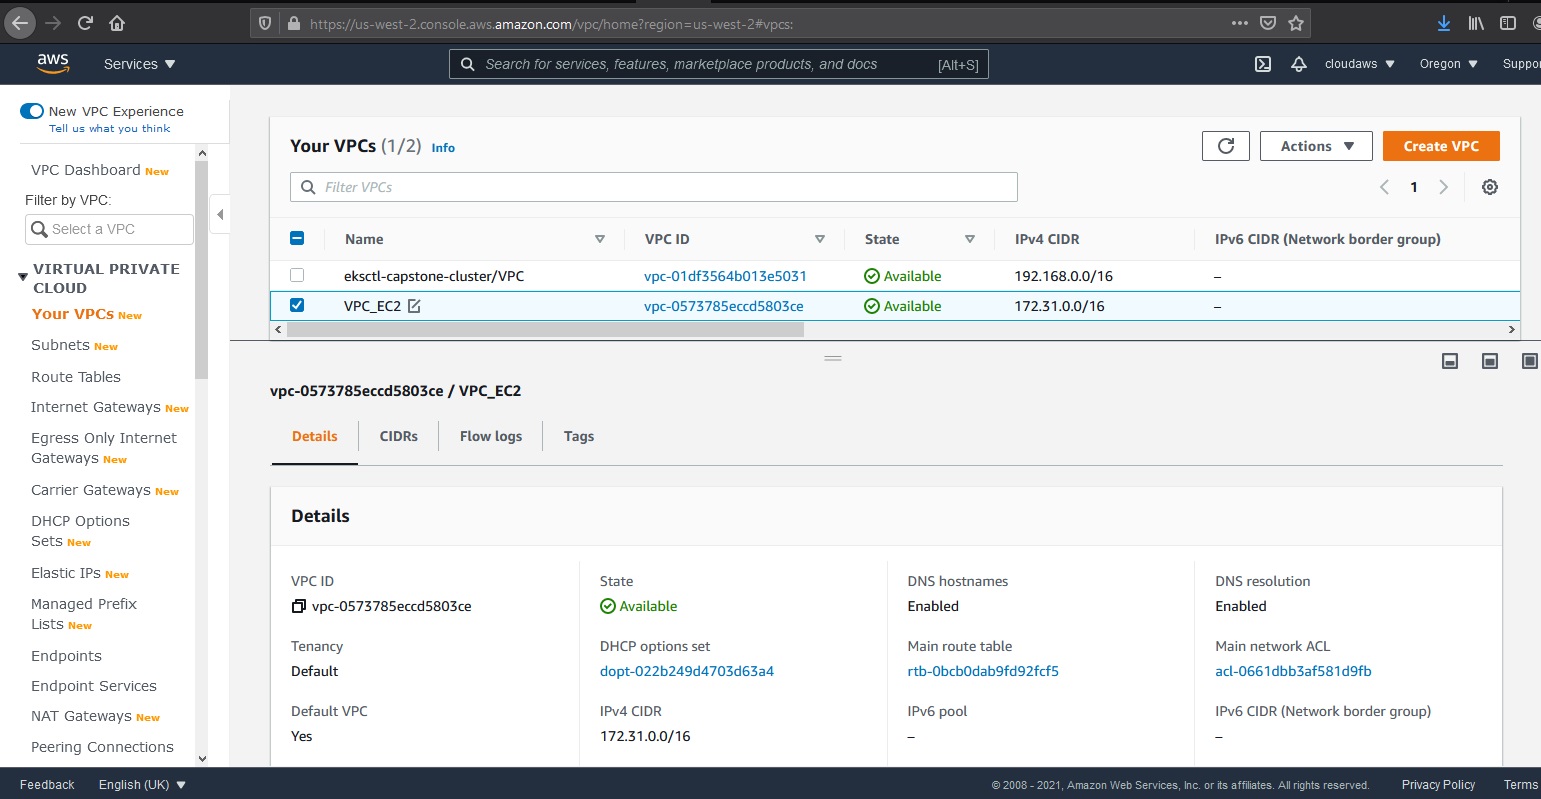 https://us-west-2.console.aws.amazon.com/vpc/home?region=us-west-2#vpcs:
aws
Services
Search for services, features, marketplace products, and docs
[Alt+S]
cloudaws
Oregon
Suppo
New VPC Experience
Tell us what you think
VPC Dashboard New
Filter by VPC:
Select a VPC
VIRTUAL PRIVATE
CLOUD
Your VPCs New
Subnets New
Route Tables
Internet Gateways New
Egress Only Internet
Gateways New
Carrier Gateways New
DHCP Options
Sets New
Elastic IPs New
Managed Prefix
Lists New
Endpoints
Endpoint Services
NAT Gateways New
Peering Connections
Your VPCs (1/2) Info
Actions
Create VPC
Filter VPCs
1
Name VPC ID State IPv4 CIDR IPv6 CIDR (Network border group)
eksctl-capstone-cluster/VPC vpc-01df3564b013e5031 Available 192.168.0.0/16 –
VPC_EC2 vpc-0573785eccd5803ce Available 172.31.0.0/16 –
vpc-0573785eccd5803ce / VPC_EC2
Details CIDRs Flow logs Tags
Details
VPC ID State DNS hostnames DNS resolution
vpc-0573785eccd5803ce Available Enabled Enabled
Tenancy DHCP options set Main route table Main network ACL
Default dopt-022b249d4703d63a4 rtb-0bcb0dab9fd92fcf5 acl-0661dbb3af581d9fb
Default VPC IPv4 CIDR IPv6 pool IPv6 CIDR (Network border group)
Yes 172.31.0.0/16 – –
Feedback English (UK) © 2008 - 2021, Amazon Web Services, Inc. or its affiliates. All rights reserved. Privacy Policy Terms